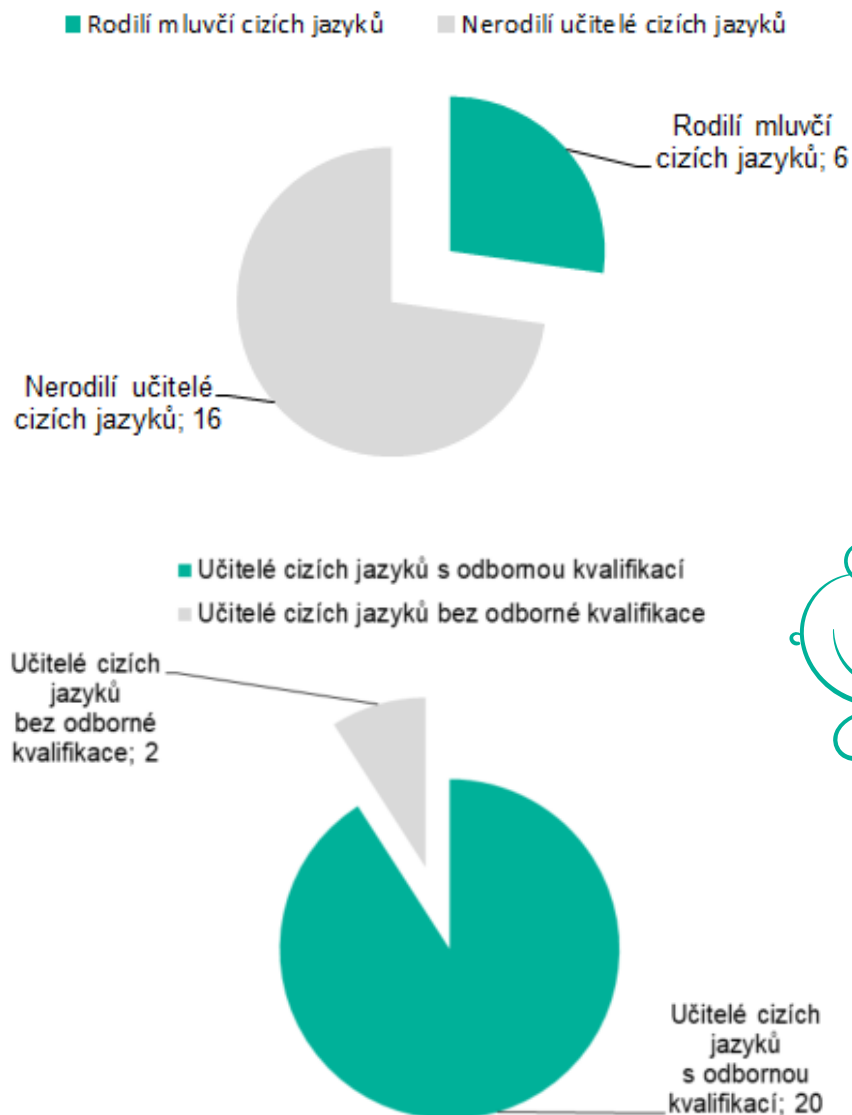 Rodilí mluvčí cizích jazyků Nerodilí učitelé cizích jazyků
Rodilí mluvčí
cizích jazyků; 6
Nerodilí učitelé
cizích jazyků; 16
Učitelé cizích jazyků s odbornou kvalifikací
Učitelé cizích jazyků bez odborné kvalifikace
Učitelé cizích
jazyků
bez odborné
kvalifikace; 2
Učitelé cizích
jazyků
s odbornou
kvalifikací; 20